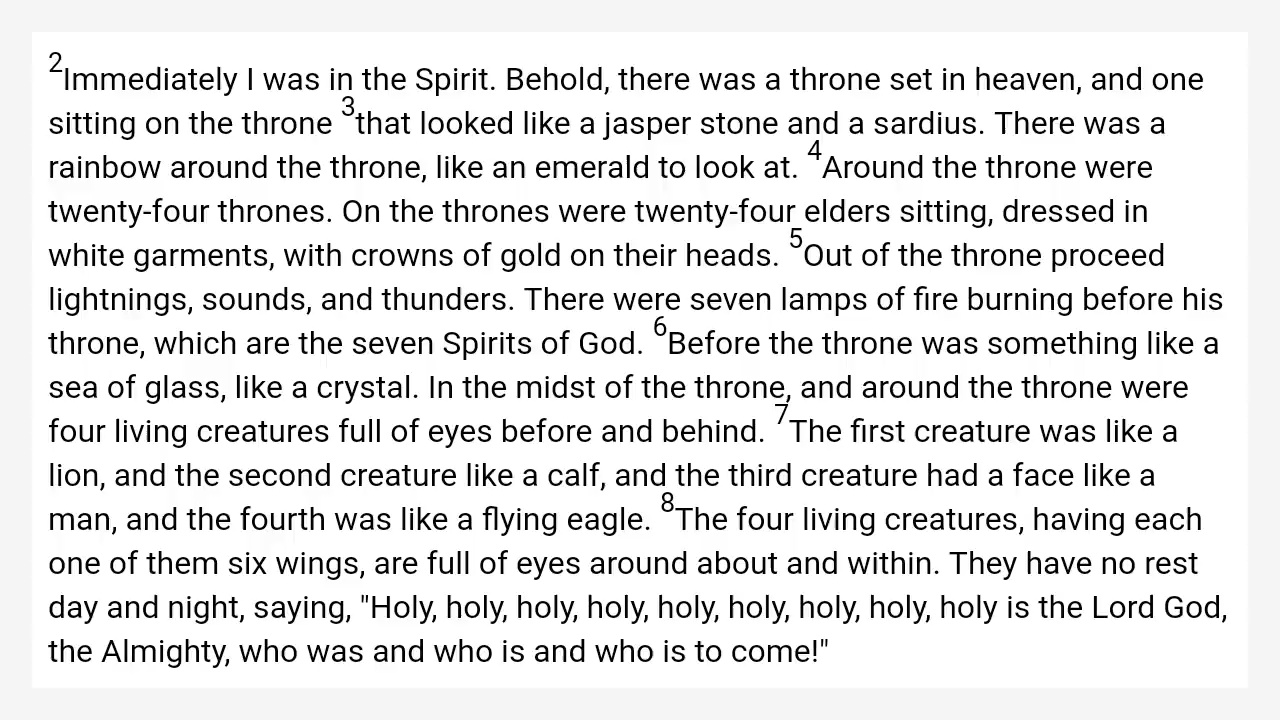 2Immediately I was in the Spirit. Behold, there was a throne set in heaven, and one
sitting on the throne 3that looked like a jasper stone and a sardius. There was a
rainbow around the throne, like an emerald to look at. 4Around the throne were
twenty-four thrones. On the thrones were twenty-four elders sitting, dressed in
white garments, with crowns of gold on their heads. 5Out of the throne proceed
lightnings, sounds, and thunders. There were seven lamps of fire burning before his
throne, which are the seven Spirits of God. 6Before the throne was something like a
sea of glass, like a crystal. In the midst of the throne, and around the throne were
four living creatures full of eyes before and behind. 7The first creature was like a
lion, and the second creature like a calf, and the third creature had a face like a
man, and the fourth was like a flying eagle. 8The four living creatures, having each
one of them six wings, are full of eyes around about and within. They have no rest
day and night, saying, "Holy, holy, holy, holy, holy, holy, holy, holy, holy is the Lord God,
the Almighty, who was and who is and who is to come!"